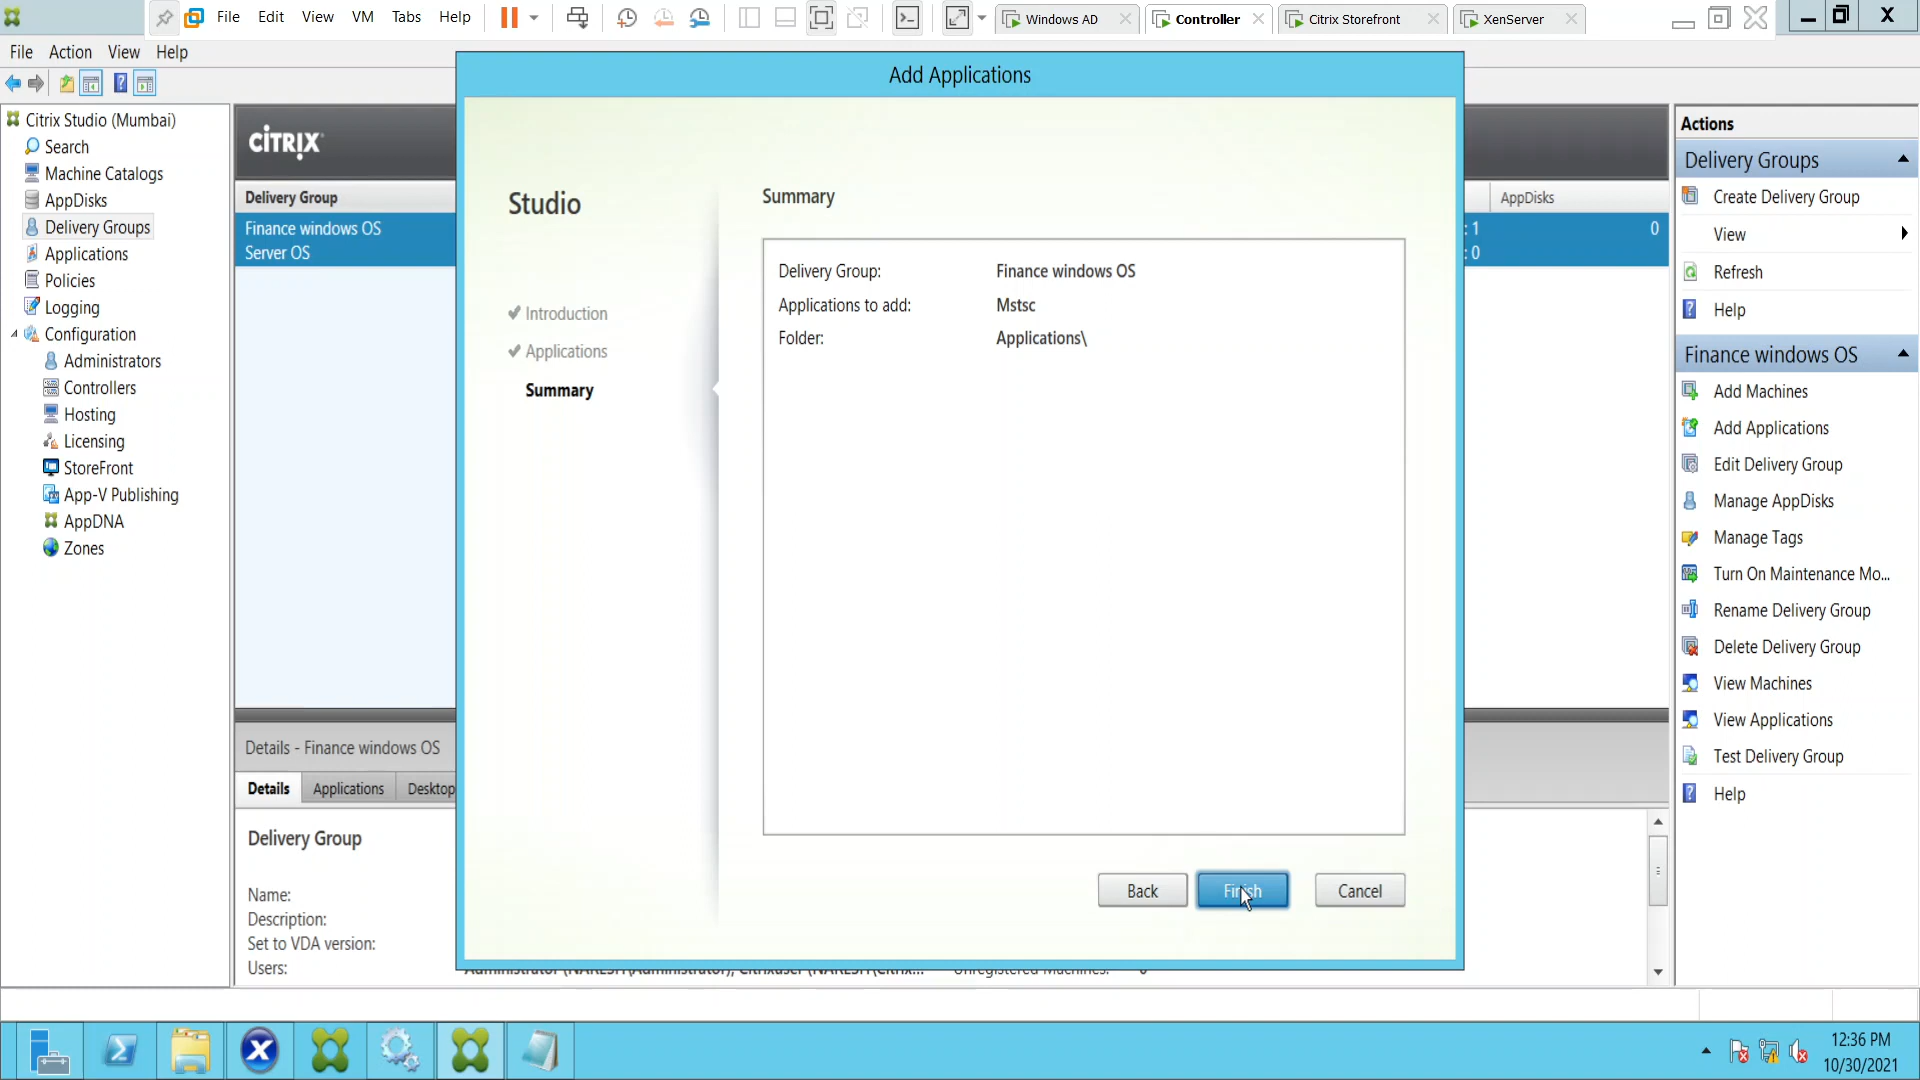 File Edit View VM Tabs Help
Windows AD
Controller
Citrix Storefront
XenServer
File Action View Help
Add Applications
Citrix Studio (Mumbai)
Search
Machine Catalogs
AppDisks
Delivery Groups
Applications
Policies
Logging
Configuration
Administrators
Controllers
Hosting
Licensing
StoreFront
App-V Publishing
AppDNA
Zones
CITRIX
Delivery Group
Finance windows OS
Server OS
Details - Finance windows OS
Details Applications Desktop
Delivery Group
Name:
Description:
Set to VDA version:
Users:
Studio
Introduction
Applications
Summary
Summary
Delivery Group: Finance windows OS
Applications to add: Mstsc
Folder: Applications\
Back Finish Cancel
AppDisks
: 1 0
: 0
Actions
Delivery Groups
Create Delivery Group
View
Refresh
Help
Finance windows OS
Add Machines
Add Applications
Edit Delivery Group
Manage AppDisks
Manage Tags
Turn On Maintenance Mo...
Rename Delivery Group
Delete Delivery Group
View Machines
View Applications
Test Delivery Group
Help
12:36 PM
10/30/2021